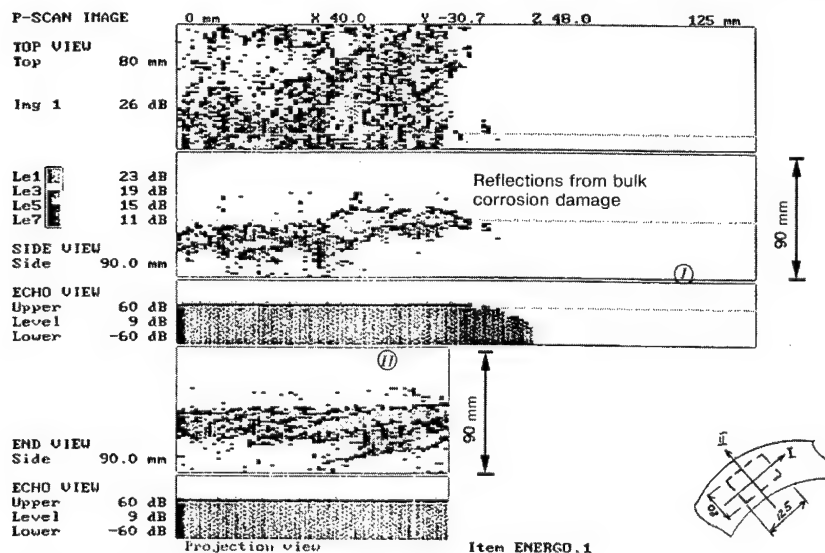 P-SCAN IMAGE
0 mm X 40.0 Y -30.7 Z 48.0 125 mm
TOP VIEW
Top 80 mm
Img 1 26 dB
Le1 23 dB
Le3 19 dB
Le5 15 dB
Le7 11 dB
Reflections from bulk
corrosion damage
90 mm
SIDE VIEW
Side 90.0 mm
I
ECHO VIEW
Upper 60 dB
Level 9 dB
Lower -60 dB
II
90 mm
END VIEW
Side 90.0 mm
II
I
12.5
ECHO VIEW
Upper 60 dB
Level 9 dB
Lower -60 dB
Projection view Item ENERGO.1